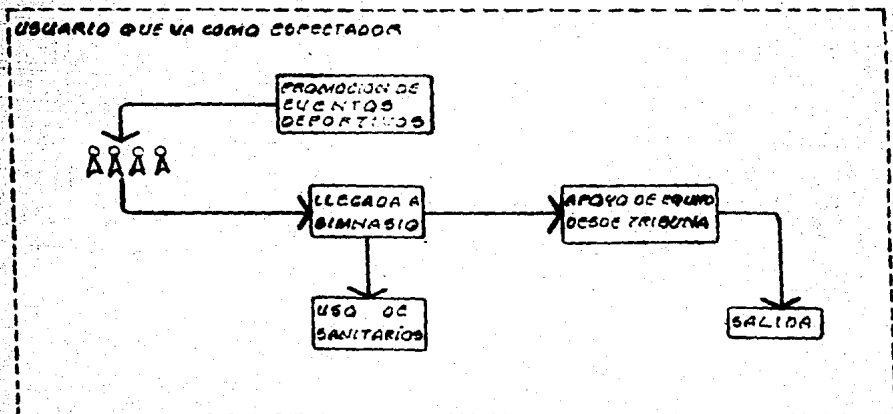 USUARIO QUE VA COMO ESPECTADOR
PROMOCION DE
EVENTOS
DEPORTIVOS
LLEGADA A
GIMNASIO
APOYO DE EQUIPO
DESDE TRIBUNA
USO DE
SANITARIOS
SALIDA